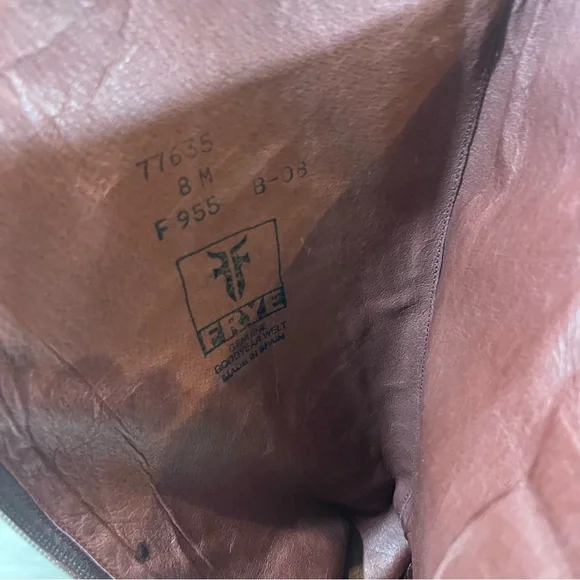 77635
8 M
F 955 B-08
FRYE
GENUINE
GOODYEAR WELT
MADE IN SPAIN